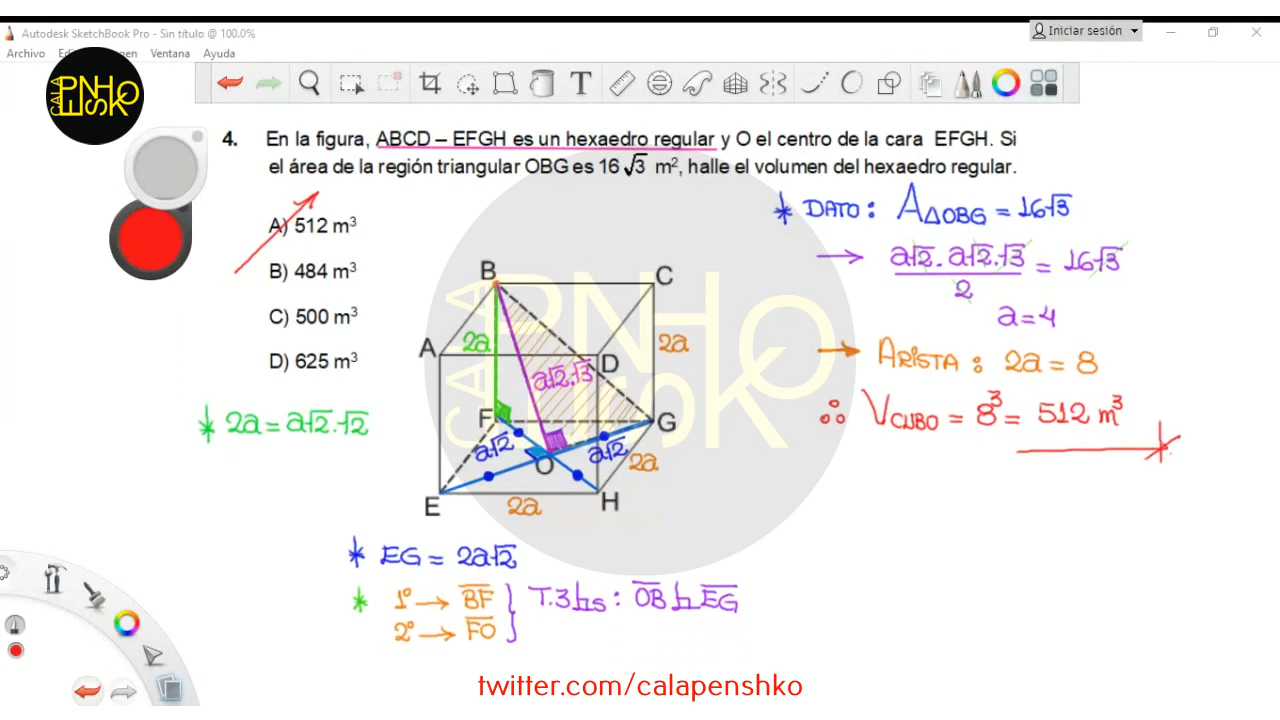 Autodesk SketchBook Pro - Sin título @ 100.0%
Iniciar sesión
Archivo Ventana Ayuda
CALA
PENSHKO
4. En la figura, ABCD – EFGH es un hexaedro regular y O el centro de la cara EFGH. Si
el área de la región triangular OBG es 16 √3 m², halle el volumen del hexaedro regular.
A) 512 m³
B) 484 m³
C) 500 m³
D) 625 m³
* DATO: A△OBG = 16√3
→ a√2 . a√2.√3 / 2 = 16√3
a = 4
→ ARISTA: 2a = 8
∴ VCUBO = 8³ = 512 m³
* 2a = a√2.√2
B
C
A
2a
D
2a
a√2.√3
F
G
a√2
O
a√2
2a
E
2a
H
CALA
PENSHKO
* EG = 2a√2
* 1° → BF } T.3⊥s: OB ⊥ EG
2° → FO
twitter.com/calapenshko